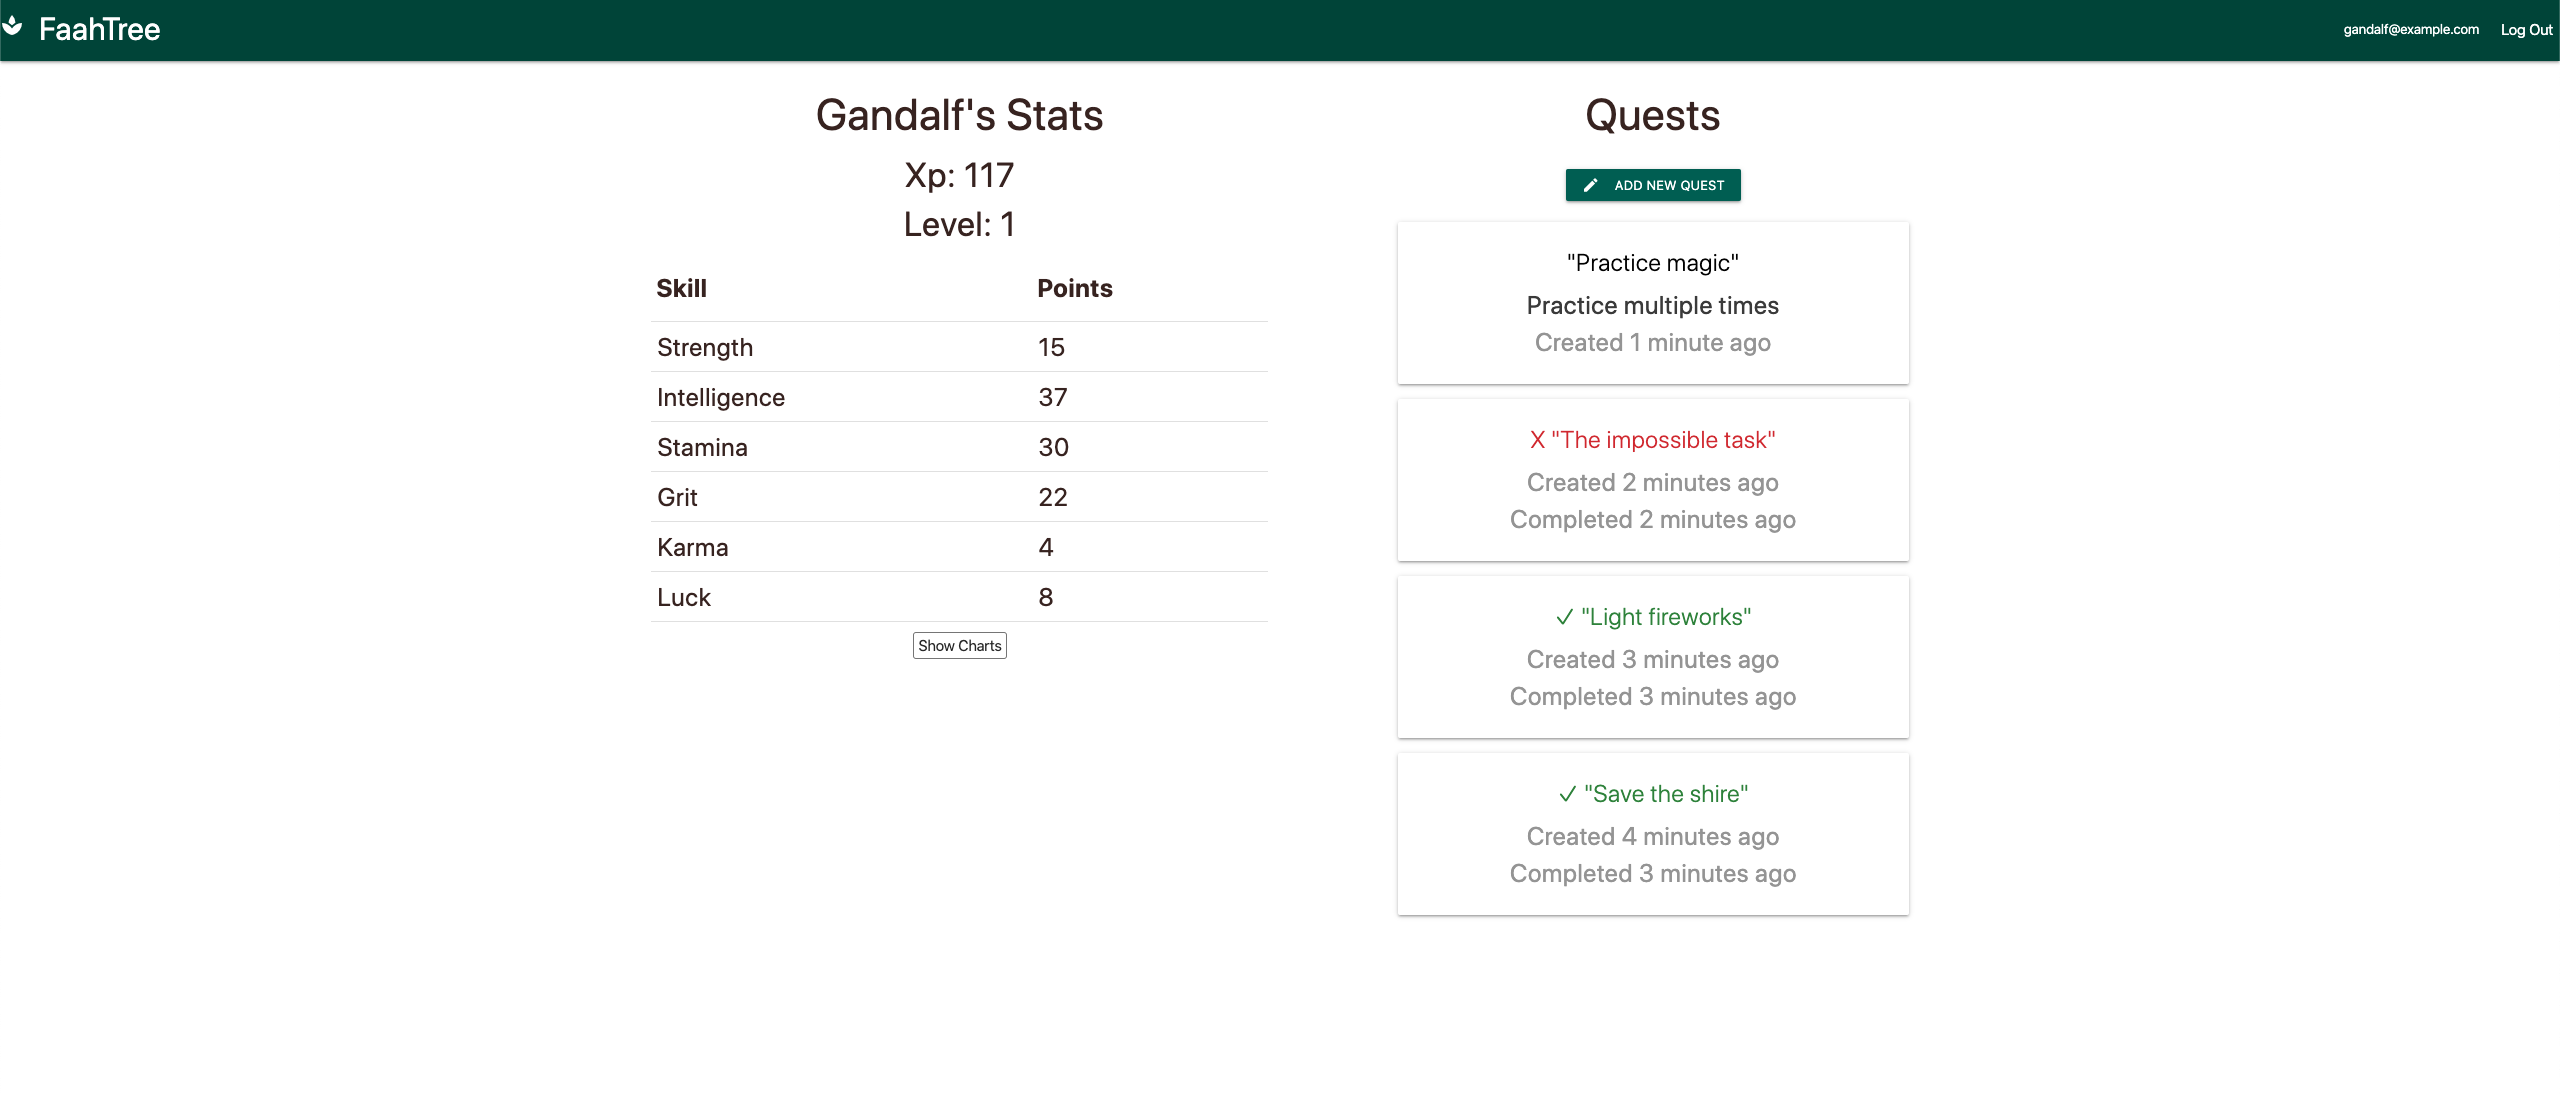 FaahTree
gandalf@example.com Log Out
Gandalf's Stats
Xp: 117
Level: 1
Skill Points
Strength 15
Intelligence 37
Stamina 30
Grit 22
Karma 4
Luck 8
Show Charts
Quests
ADD NEW QUEST
"Practice magic"
Practice multiple times
Created 1 minute ago
X "The impossible task"
Created 2 minutes ago
Completed 2 minutes ago
✓ "Light fireworks"
Created 3 minutes ago
Completed 3 minutes ago
✓ "Save the shire"
Created 4 minutes ago
Completed 3 minutes ago